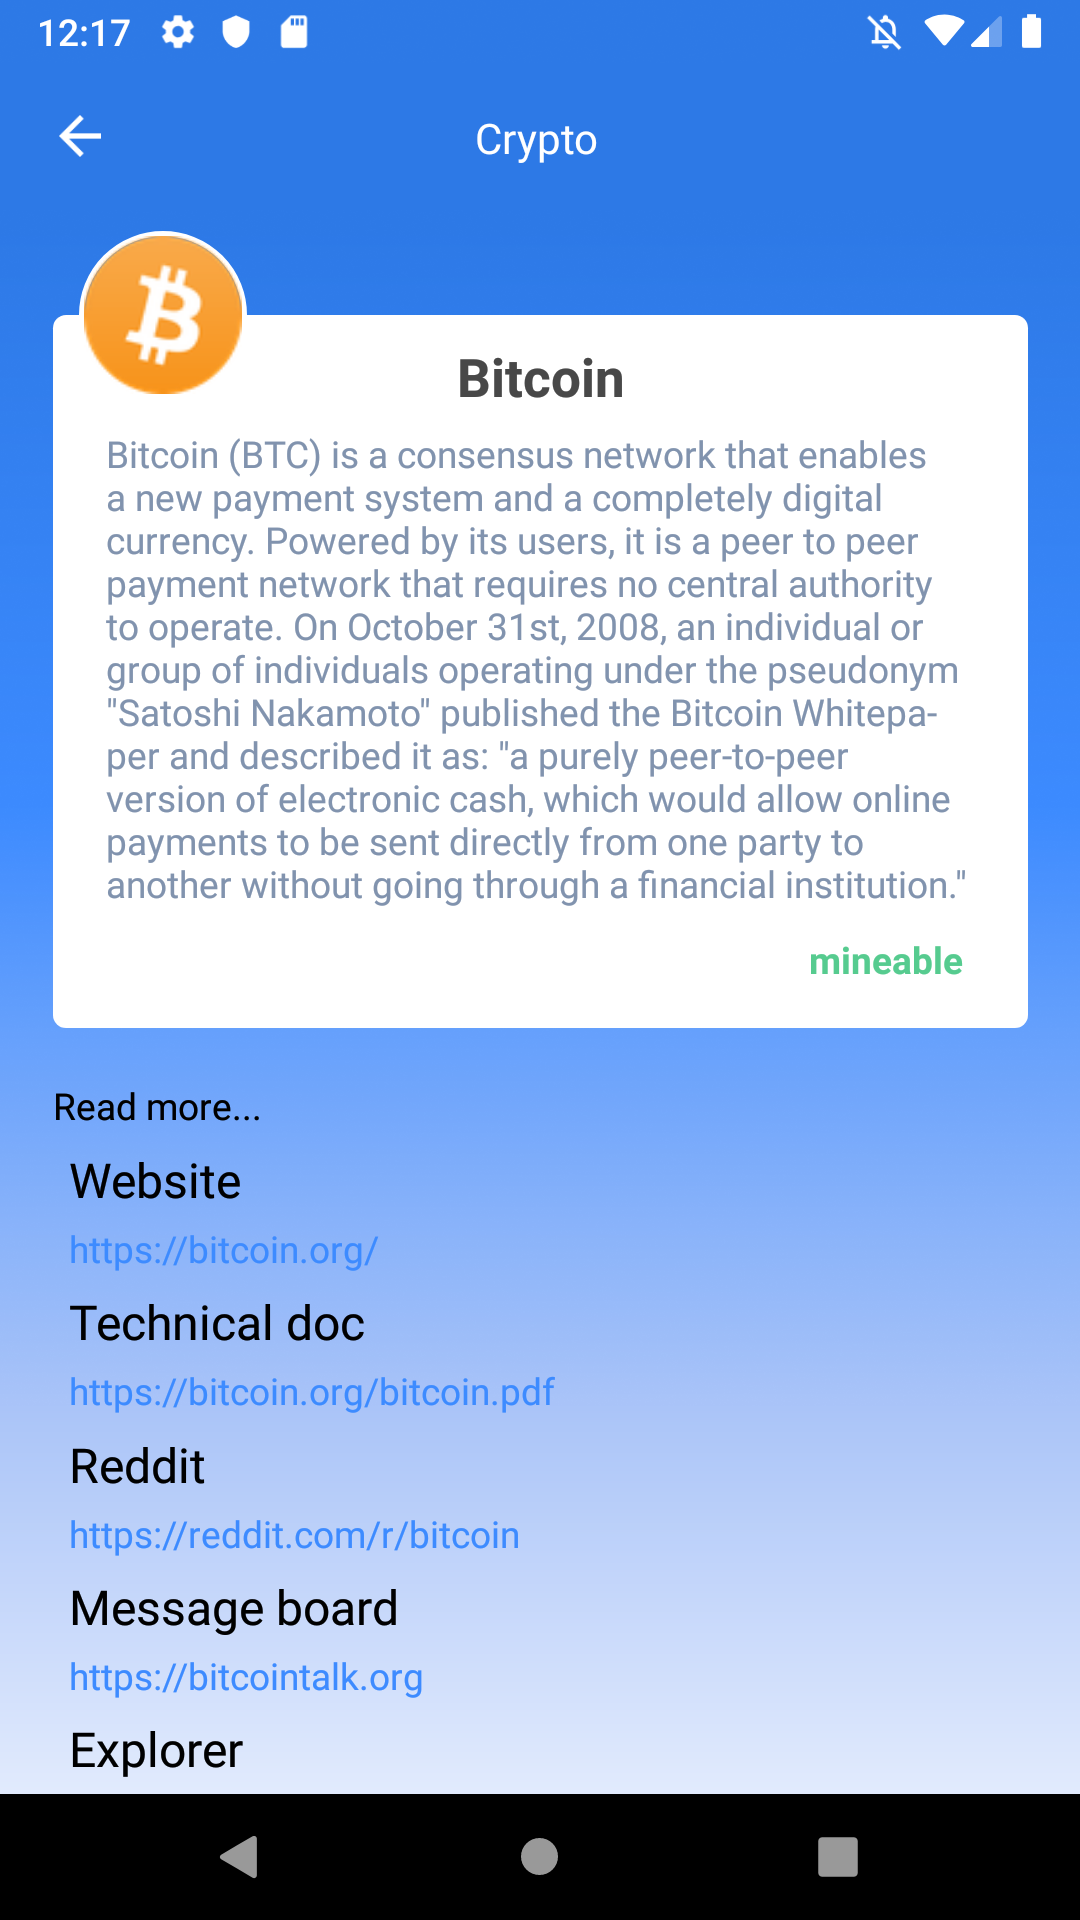 12:17
Crypto
Bitcoin
Bitcoin (BTC) is a consensus network that enables
a new payment system and a completely digital
currency. Powered by its users, it is a peer to peer
payment network that requires no central authority
to operate. On October 31st, 2008, an individual or
group of individuals operating under the pseudonym
"Satoshi Nakamoto" published the Bitcoin Whitepa-
per and described it as: "a purely peer-to-peer
version of electronic cash, which would allow online
payments to be sent directly from one party to
another without going through a financial institution."
mineable
Read more...
Website
https://bitcoin.org/
Technical doc
https://bitcoin.org/bitcoin.pdf
Reddit
https://reddit.com/r/bitcoin
Message board
https://bitcointalk.org
Explorer